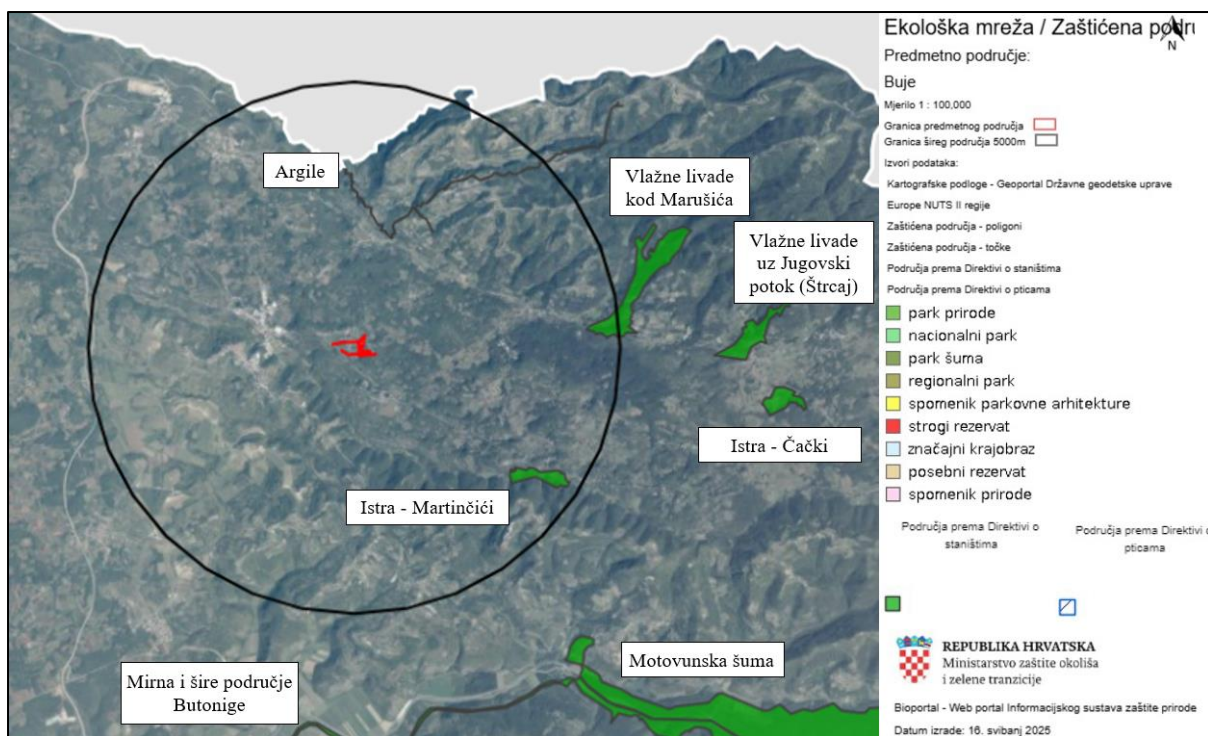 Argile
Vlažne livade
kod Marušića
Vlažne livade
uz Jugovski
potok (Štrcaj)
Istra - Čački
Istra - Martinčići
Motovunska šuma
Mirna i šire područje
Butonige
Ekološka mreža / Zaštićena podru
N
Predmetno područje:
Buje
Mjerilo 1 : 100,000
Granica predmetnog područja
Granica šireg područja 5000m
Izvori podataka:
Kartografske podloge - Geoportal Državne geodetske uprave
Europe NUTS II regije
Zaštićena područja - poligoni
Zaštićena područja - točke
Područja prema Direktivi o staništima
Područja prema Direktivi o pticama
park prirode
nacionalni park
park šuma
regionalni park
spomenik parkovne arhitekture
strogi rezervat
značajni krajobraz
posebni rezervat
spomenik prirode
Područja prema Direktivi o
staništima
Područja prema Direktivi o
pticama
REPUBLIKA HRVATSKA
Ministarstvo zaštite okoliša
i zelene tranzicije
Bioportal - Web portal Informacijskog sustava zaštite prirode
Datum izrade: 16. svibanj 2025